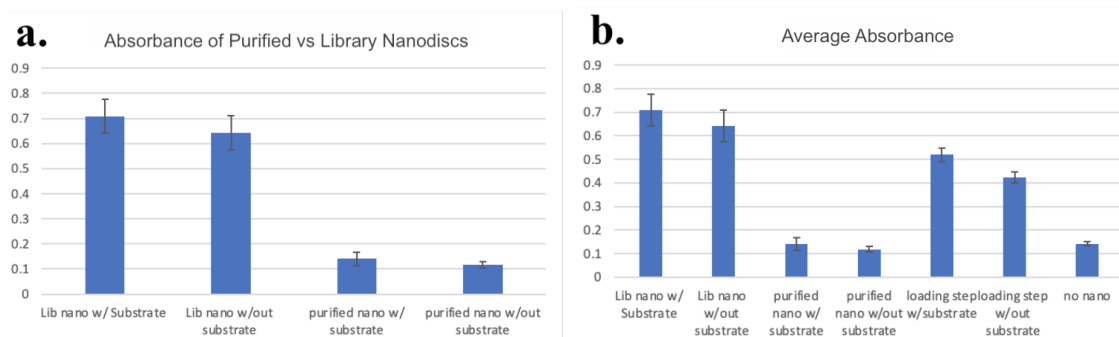 a.
Absorbance of Purified vs Library Nanodiscs
0.9
0.8
0.7
0.6
0.5
0.4
0.3
0.2
0.1
0
Lib nano w/ Substrate
Lib nano w/out
substrate
purified nano w/
substrate
purified nano w/out
substrate
b.
Average Absorbance
0.9
0.8
0.7
0.6
0.5
0.4
0.3
0.2
0.1
0
Lib nano w/
Substrate
Lib nano
w/out
substrate
purified
nano w/
substrate
purified
nano w/out
substrate
loading step
w/substrate
loading step
w/out
substrate
no nano